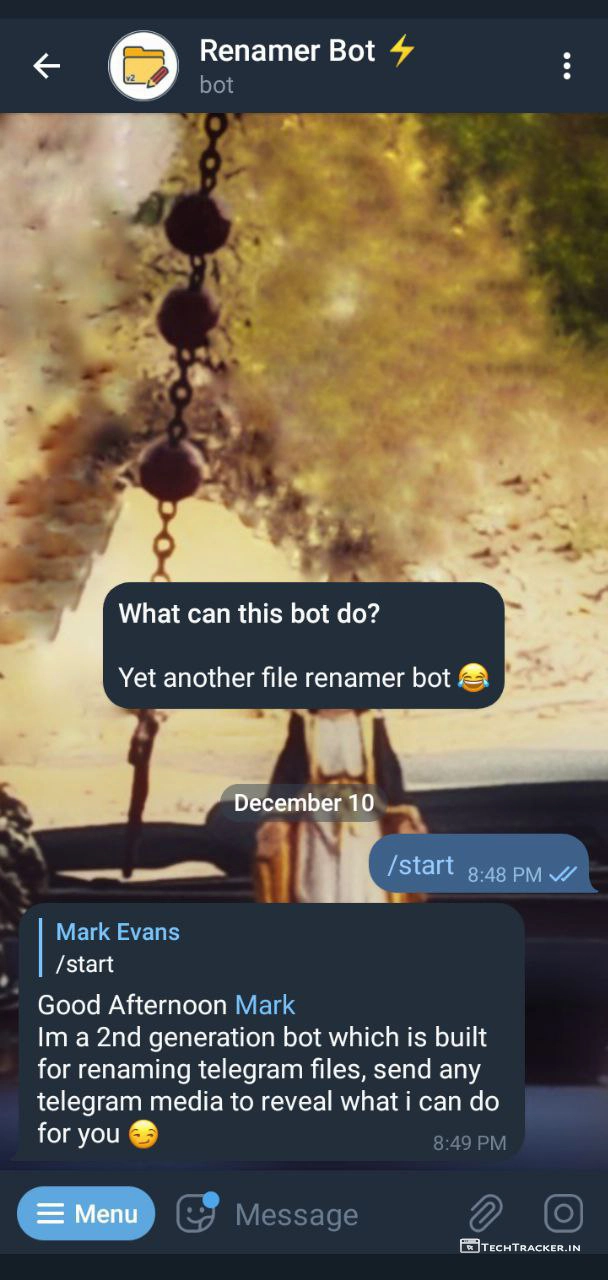 Renamer Bot ⚡
bot
v2
What can this bot do?
Yet another file renamer bot 😂
December 10
/start 8:48 PM
Mark Evans
/start
Good Afternoon Mark
Im a 2nd generation bot which is built
for renaming telegram files, send any
telegram media to reveal what i can do
for you 😏
8:49 PM
Menu
Message
TECHTRACKER.IN